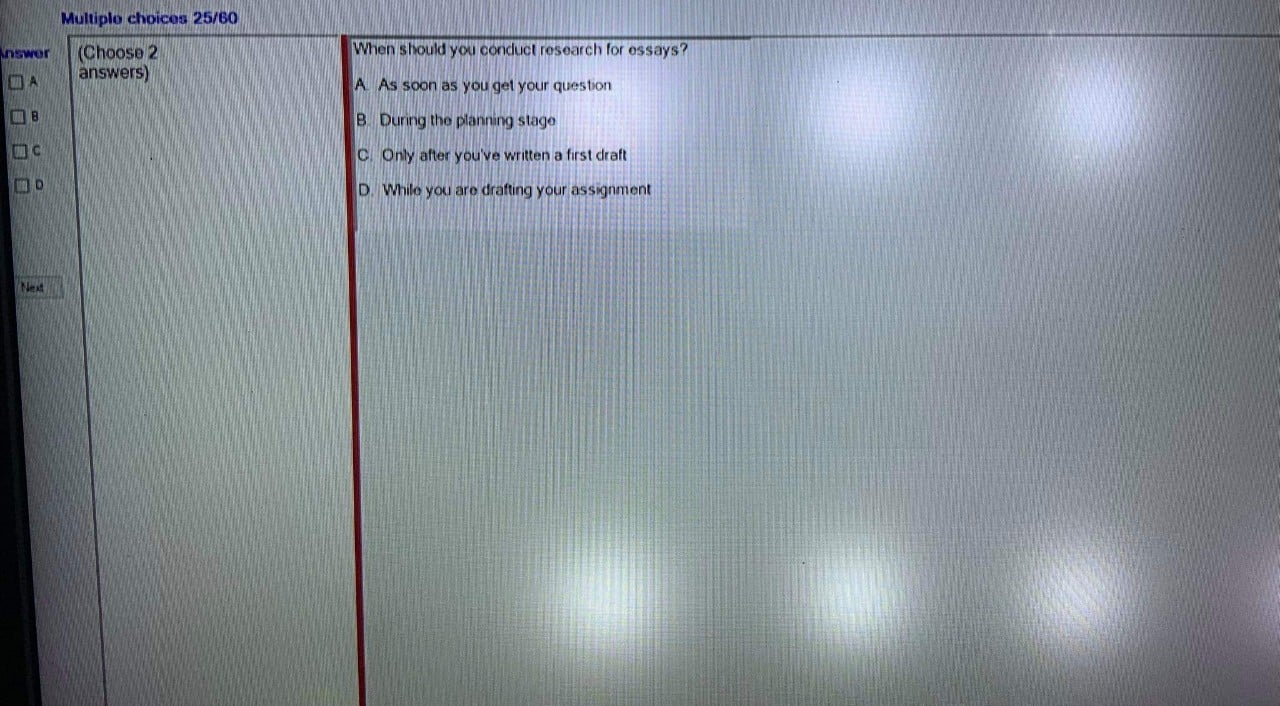 Multiple choices 25/60
Answer
(Choose 2
answers)
A
B
C
D
Next
When should you conduct research for essays?
A. As soon as you get your question
B. During the planning stage
C. Only after you've written a first draft
D. While you are drafting your assignment